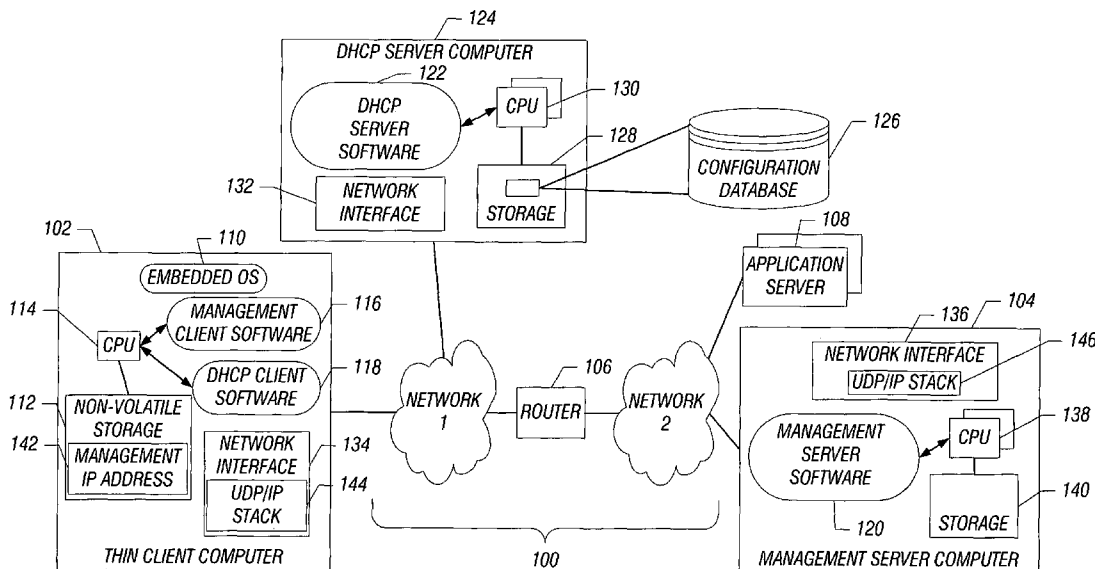 124
DHCP SERVER COMPUTER
122
DHCP
SERVER
SOFTWARE
CPU
130
128
STORAGE
132
NETWORK
INTERFACE
126
CONFIGURATION
DATABASE
102
110
EMBEDDED OS
114
CPU
MANAGEMENT
CLIENT SOFTWARE
116
DHCP CLIENT
SOFTWARE
118
112
NON-VOLATILE
STORAGE
142
MANAGEMENT
IP ADDRESS
NETWORK
INTERFACE
134
UDP/IP
STACK
144
THIN CLIENT COMPUTER
NETWORK
1
106
ROUTER
NETWORK
2
100
108
APPLICATION
SERVER
136
104
NETWORK INTERFACE
146
UDP/IP STACK
MANAGEMENT
SERVER
SOFTWARE
120
CPU
138
STORAGE
140
MANAGEMENT SERVER COMPUTER